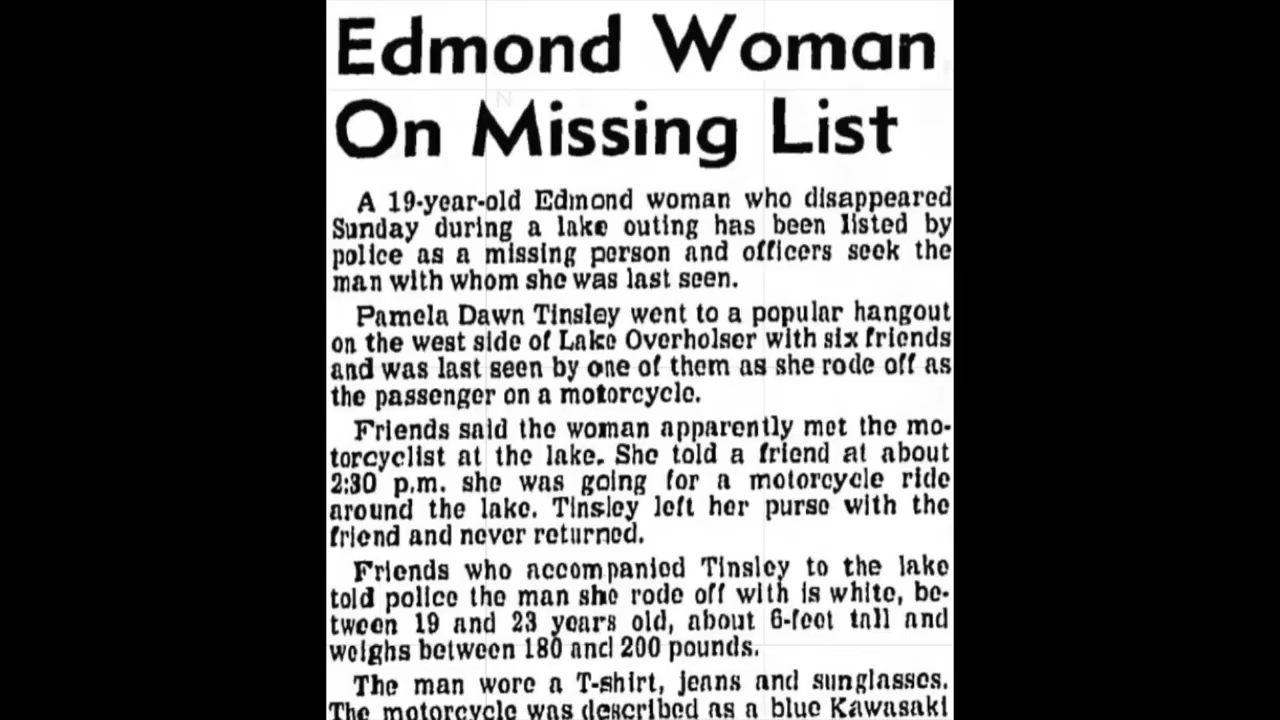 Edmond Woman
On Missing List
A 19-year-old Edmond woman who disappeared
Sunday during a lake outing has been listed by
police as a missing person and officers seek the
man with whom she was last seen.
Pamela Dawn Tinsley went to a popular hangout
on the west side of Lake Overholser with six friends
and was last seen by one of them as she rode off as
the passenger on a motorcycle.
Friends said the woman apparently met the mo-
torcyclist at the lake. She told a friend at about
2:30 p.m. she was going for a motorcycle ride
around the lake. Tinsley left her purse with the
friend and never returned.
Friends who accompanied Tinsley to the lake
told police the man she rode off with is white, be-
tween 19 and 23 years old, about 6-feet tall and
weighs between 180 and 200 pounds.
The man wore a T-shirt, jeans and sunglasses.
The motorcycle was described as a blue Kawasaki